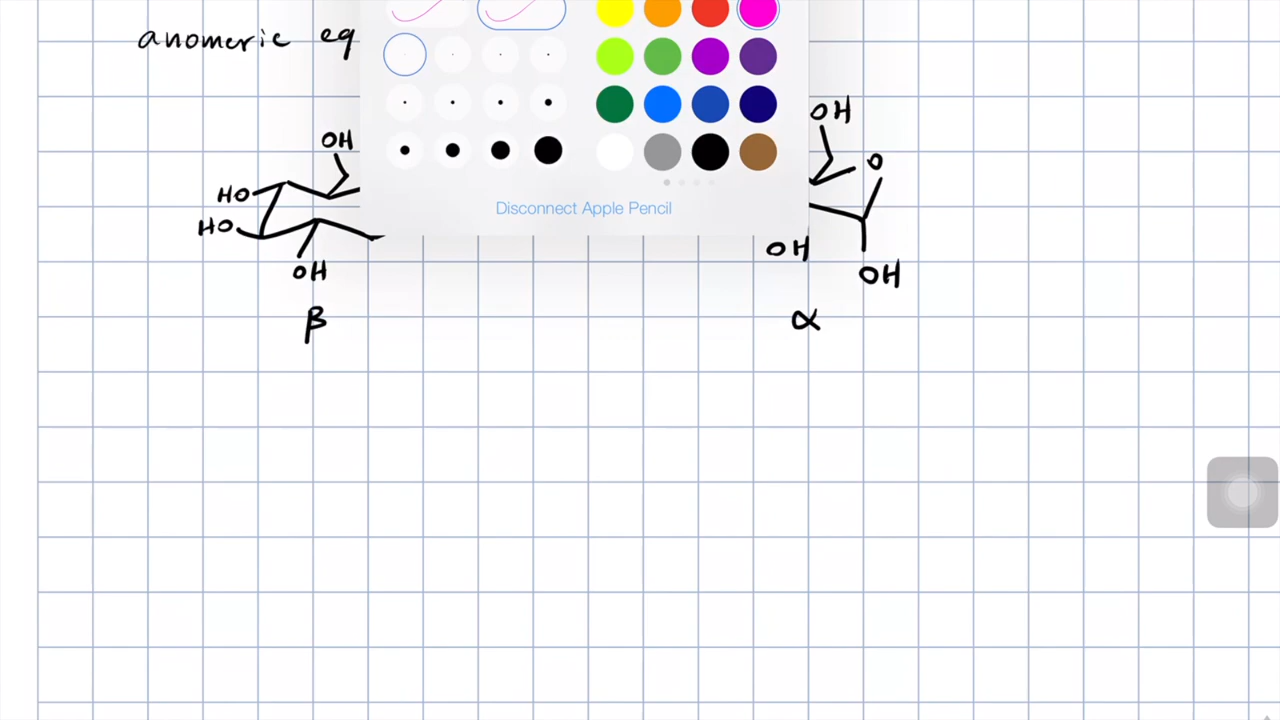 anomeric eq
OH
OH
O
HO
HO
OH
OH
OH
β
α
Disconnect Apple Pencil